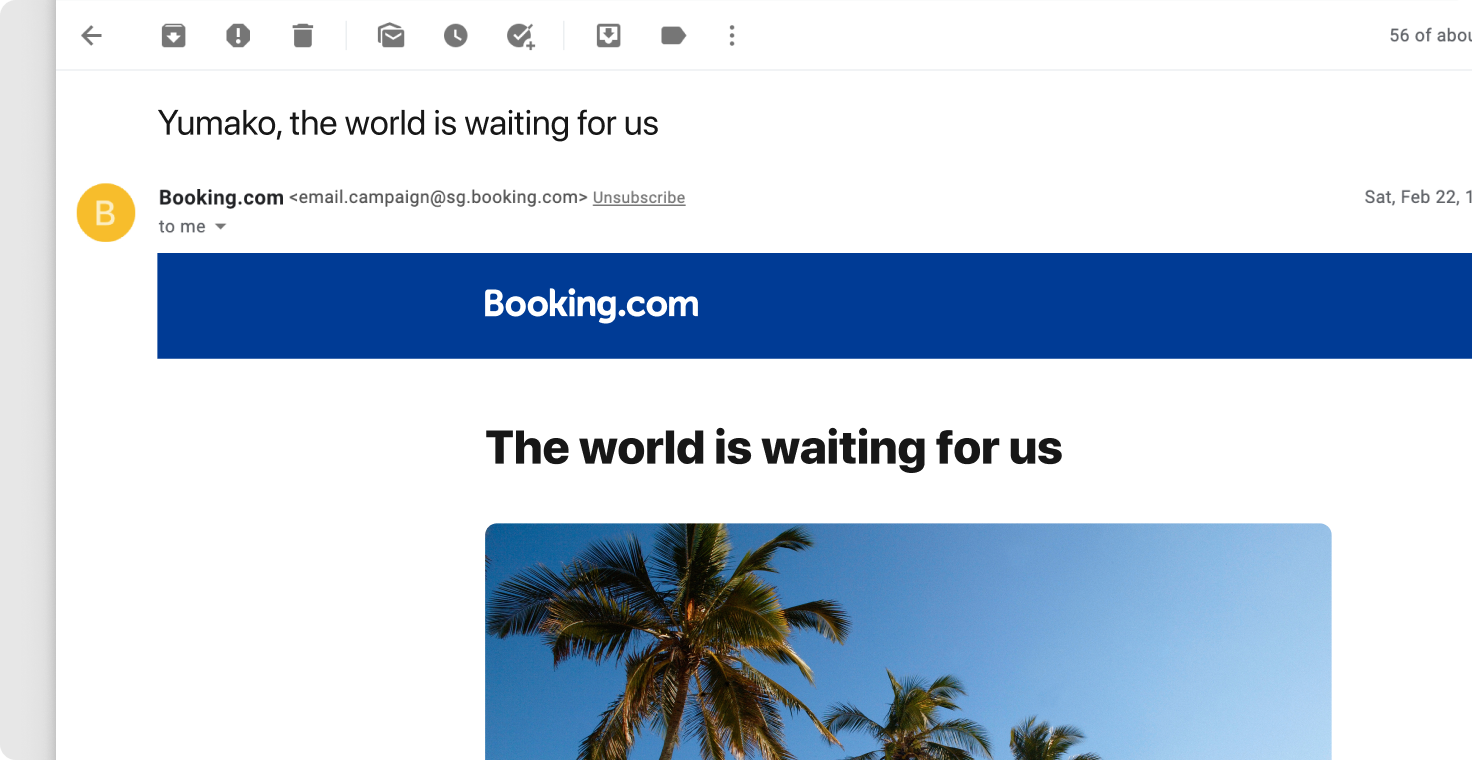 56 of abou
Yumako, the world is waiting for us
Booking.com <email.campaign@sg.booking.com> Unsubscribe
Sat, Feb 22, 1
B
to me
Booking.com
The world is waiting for us